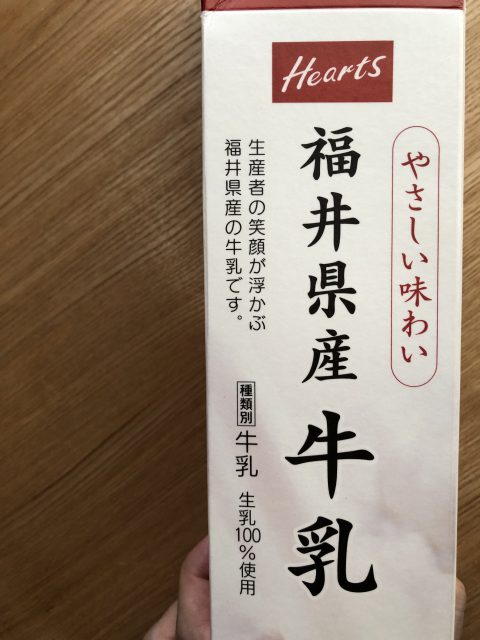 Hearts
やさしい味わい
福井県産牛乳
生産者の笑顔が浮かぶ
福井県産の牛乳です。
種類別 牛乳 生乳100%使用